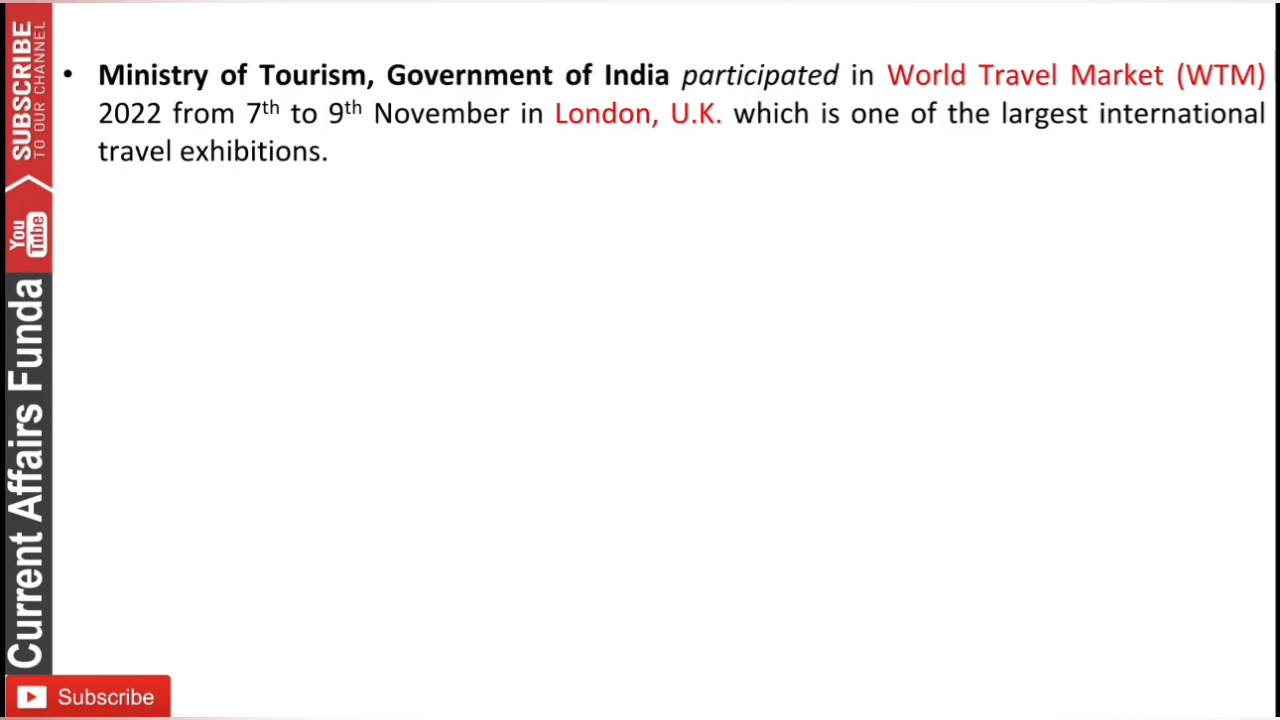 • Ministry of Tourism, Government of India participated in World Travel Market (WTM)
2022 from 7th to 9th November in London, U.K. which is one of the largest international
travel exhibitions.
SUBSCRIBE
TO OUR CHANNEL
You
Tube
Current Affairs Funda
Subscribe